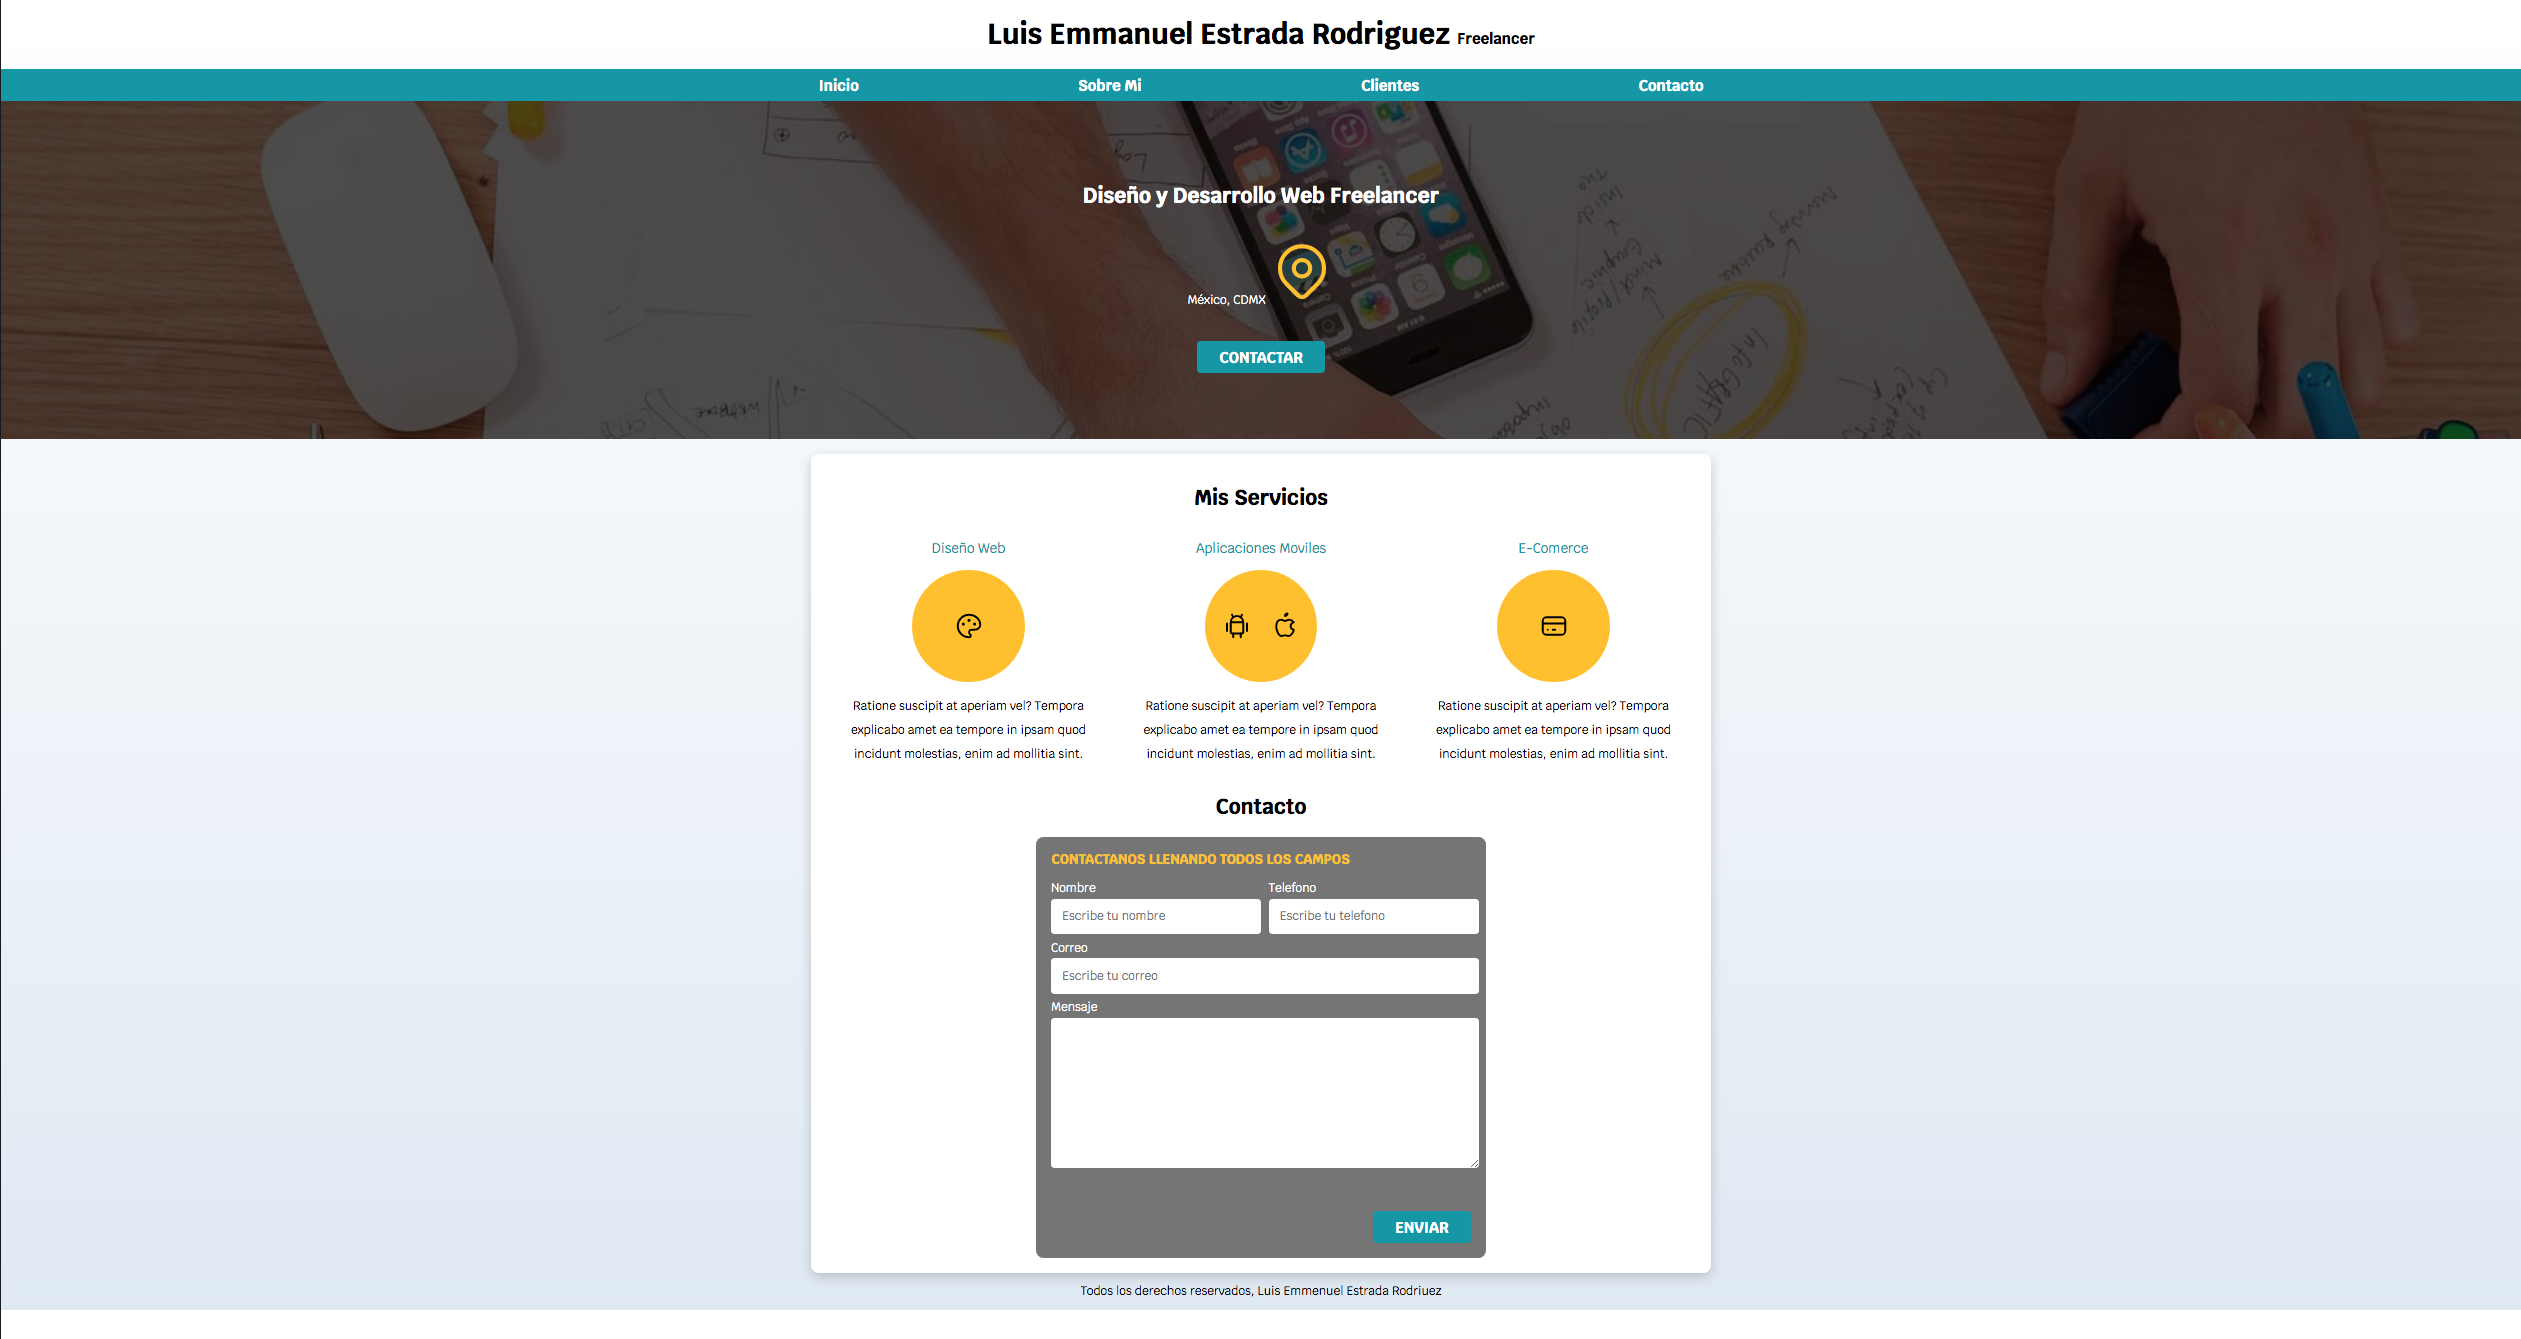 Luis Emmanuel Estrada Rodriguez Freelancer
Inicio Sobre Mi Clientes Contacto
Diseño y Desarrollo Web Freelancer
México, CDMX
CONTACTAR
Mis Servicios
Diseño Web Aplicaciones Moviles E-Comerce
Ratione suscipit at aperiam vel? Tempora
explicabo amet ea tempore in ipsam quod
incidunt molestias, enim ad mollitia sint.
Ratione suscipit at aperiam vel? Tempora
explicabo amet ea tempore in ipsam quod
incidunt molestias, enim ad mollitia sint.
Ratione suscipit at aperiam vel? Tempora
explicabo amet ea tempore in ipsam quod
incidunt molestias, enim ad mollitia sint.
Contacto
CONTACTANOS LLENANDO TODOS LOS CAMPOS
Nombre Telefono
Escribe tu nombre Escribe tu telefono
Correo
Escribe tu correo
Mensaje
ENVIAR
Todos los derechos reservados, Luis Emmenuel Estrada Rodriuez